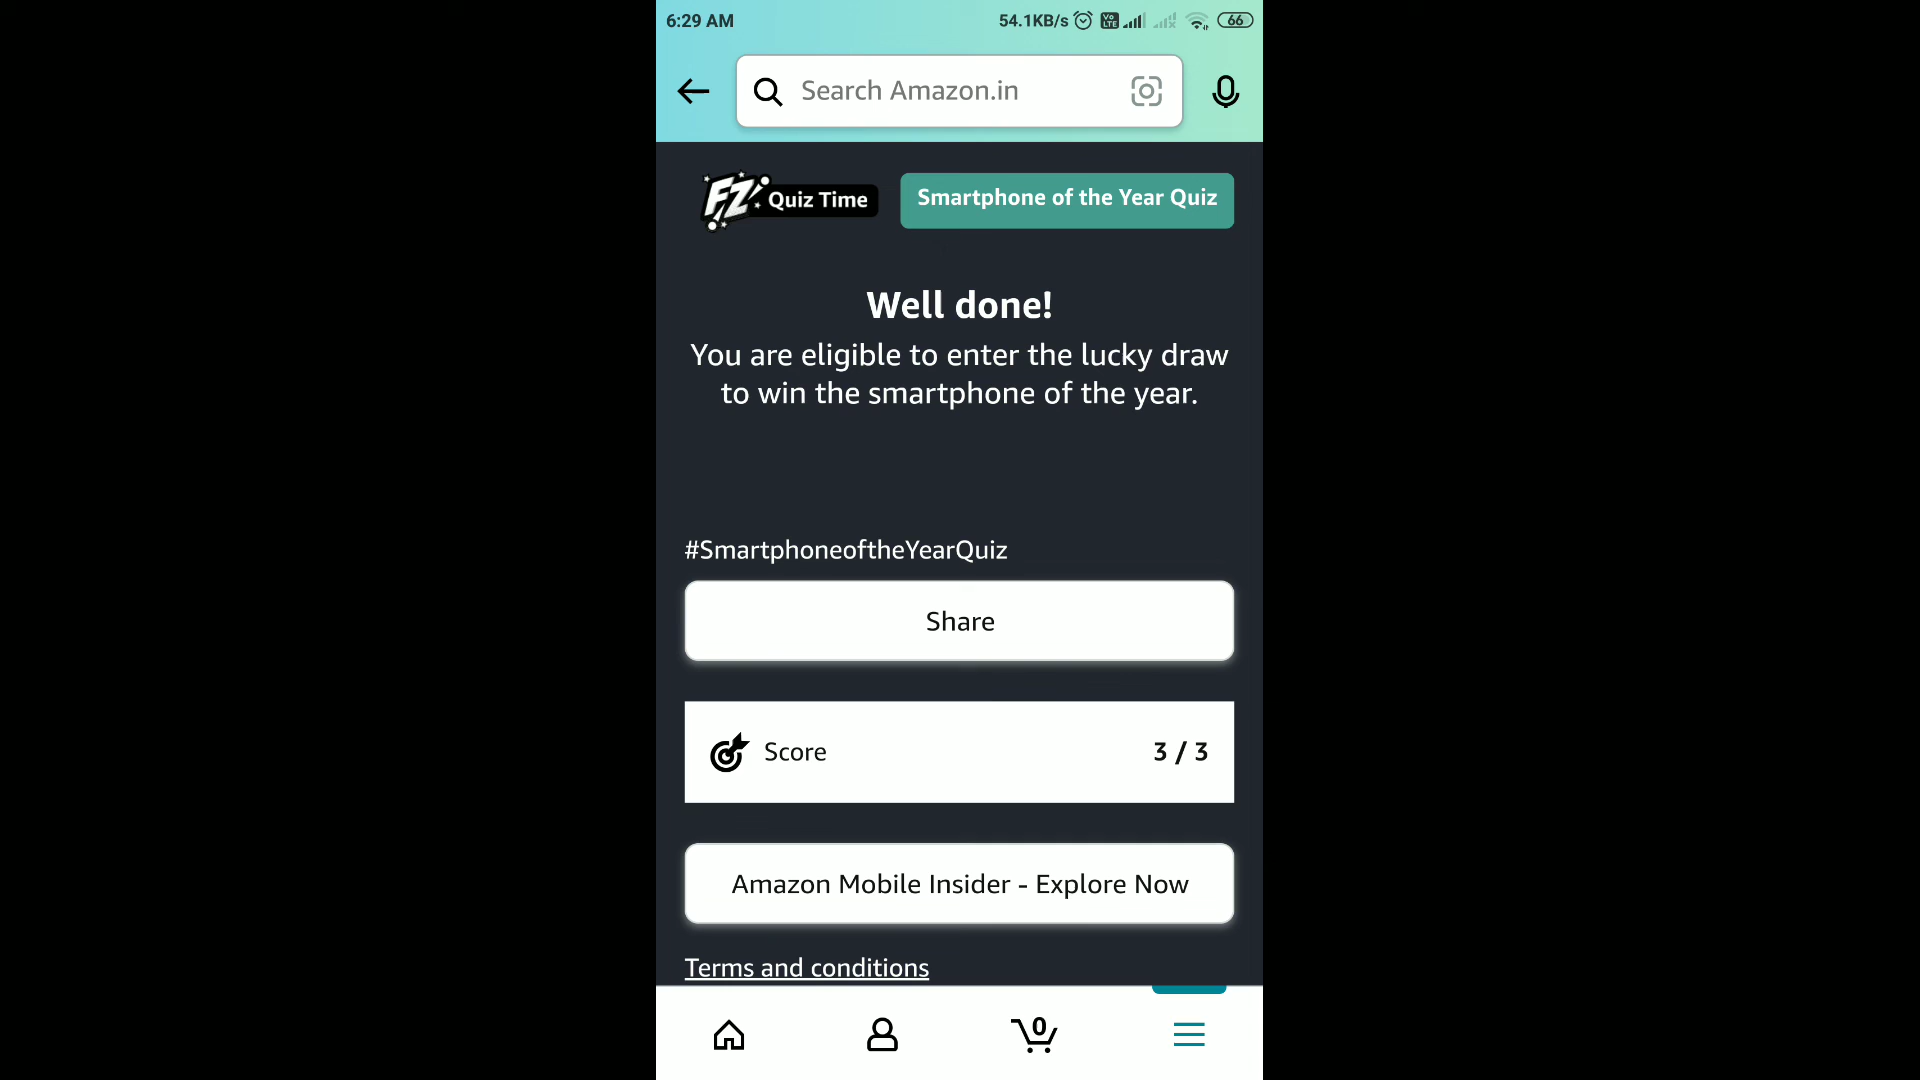 6:29 AM
54.1KB/s Vo LTE 66
Search Amazon.in
FZ Quiz Time
Smartphone of the Year Quiz
Well done!
You are eligible to enter the lucky draw
to win the smartphone of the year.
#SmartphoneoftheYearQuiz
Share
Score 3 / 3
Amazon Mobile Insider - Explore Now
Terms and conditions
0